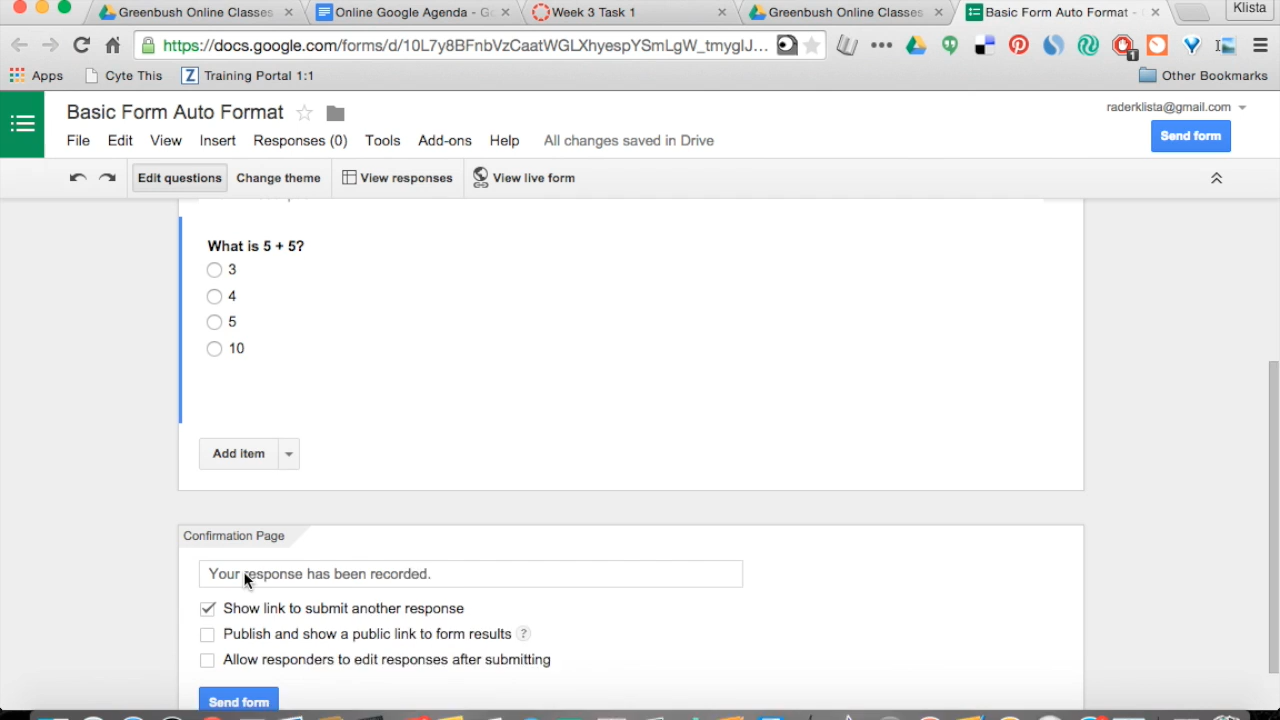 Greenbush Online Classes
Online Google Agenda - Go
Week 3 Task 1
Greenbush Online Classes
Basic Form Auto Format -
Klista
https://docs.google.com/forms/d/10L7y8BFnbVzCaatWGLXhyespYSmLgW_tmyglJ...
1
Apps
Cyte This
Z Training Portal 1:1
Other Bookmarks
Basic Form Auto Format
raderklista@gmail.com
File Edit View Insert Responses (0) Tools Add-ons Help All changes saved in Drive
Send form
Edit questions Change theme View responses View live form
What is 5 + 5?
3
4
5
10
Add item
Confirmation Page
Your response has been recorded.
Show link to submit another response
Publish and show a public link to form results ?
Allow responders to edit responses after submitting
Send form